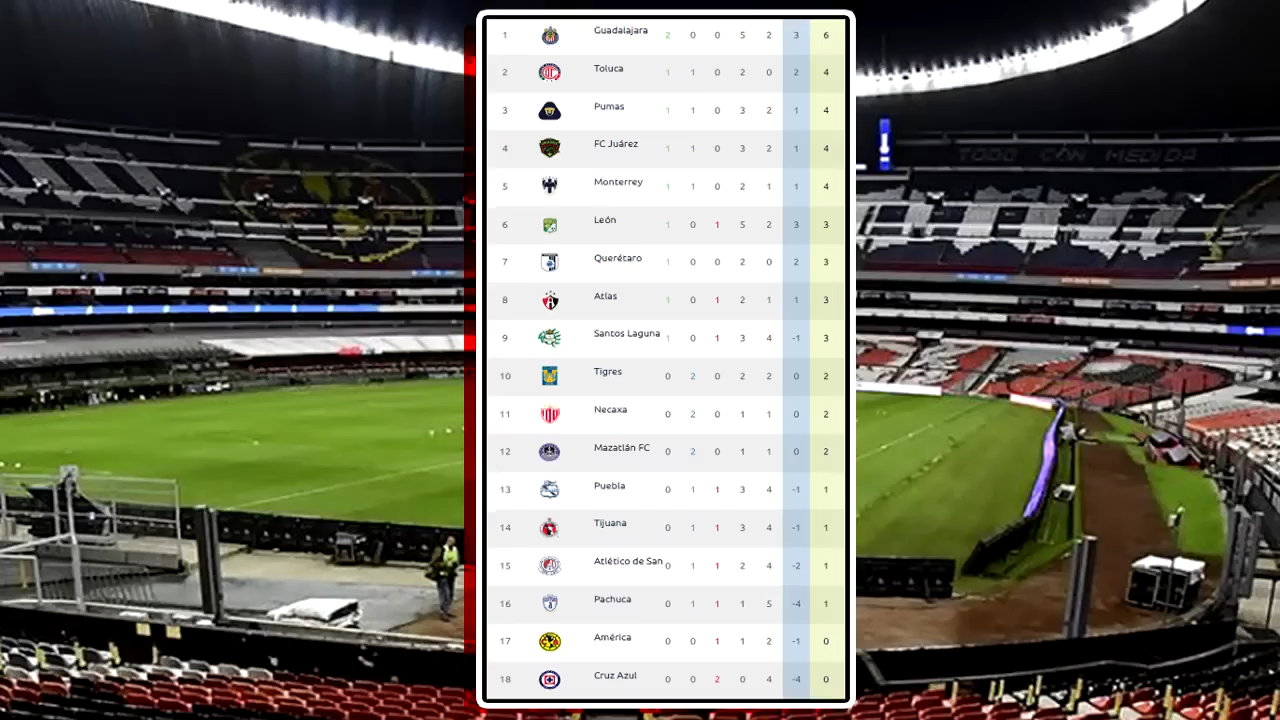 1 Guadalajara 2 0 0 5 2 3 6
2 Toluca 1 1 0 2 0 2 4
3 Pumas 1 1 0 3 2 1 4
4 FC Juárez 1 1 0 3 2 1 4
5 Monterrey 1 1 0 2 1 1 4
6 León 1 0 1 5 2 3 3
7 Querétaro 1 0 0 2 0 2 3
8 Atlas 1 0 1 2 1 1 3
9 Santos Laguna 1 0 1 3 4 -1 3
10 Tigres 0 2 0 2 2 0 2
11 Necaxa 0 2 0 1 1 0 2
12 Mazatlán FC 0 2 0 1 1 0 2
13 Puebla 0 1 1 3 4 -1 1
14 Tijuana 0 1 1 3 4 -1 1
15 Atlético de San 0 1 1 2 4 -2 1
16 Pachuca 0 1 1 1 5 -4 1
17 América 0 0 1 1 2 -1 0
18 Cruz Azul 0 0 2 0 4 -4 0
TODO CON MEDIDA